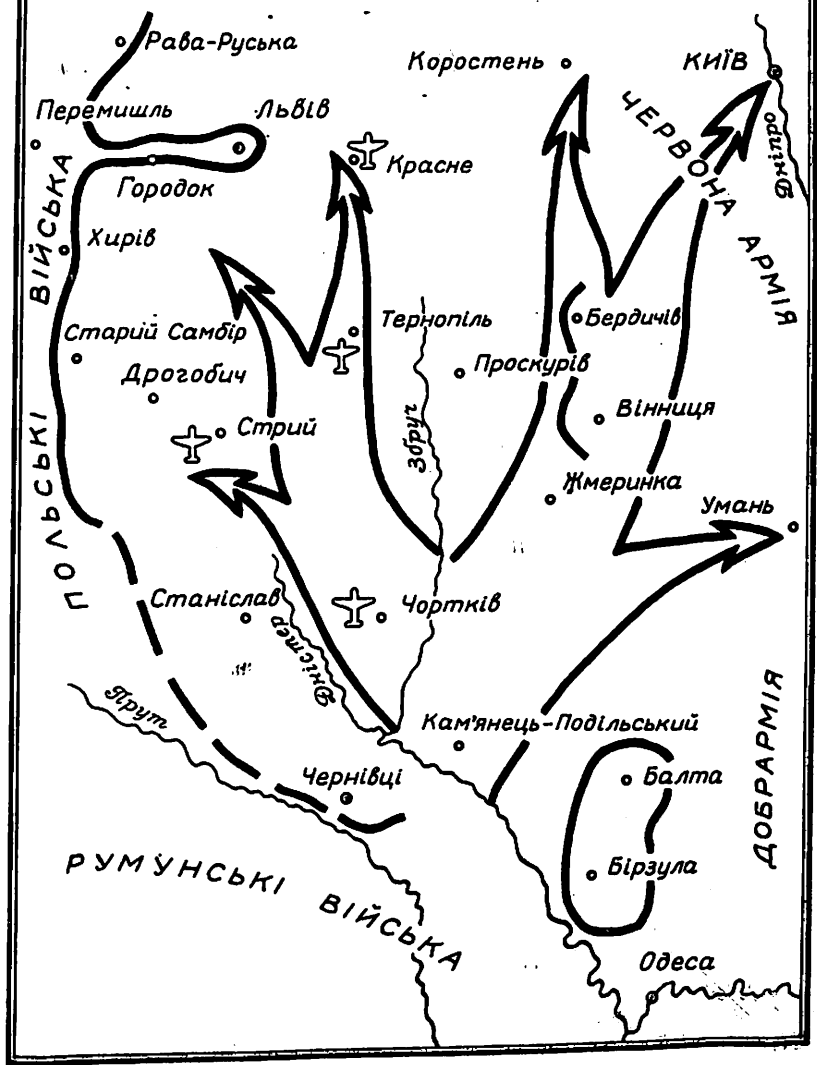 Рава-Руська
Коростень
КИЇВ
Перемишль
ЛЬВІВ
ЧЕРВОНА АРМІЯ
Дніпро
Красне
Городок
ПОЛЬСЬКІ ВІЙСЬКА
Хирів
Старий Самбір
Тернопіль
Бердичів
Дрогобич
Проскурів
Стрий
Вінниця
Збруч
Жмеринка
Умань
Станіслав
Чортків
Дністер
Прут
Кам'янець-Подільський
Чернівці
Балта
ДОБРАРМІЯ
РУМУНСЬКІ ВІЙСЬКА
Бірзула
Одеса